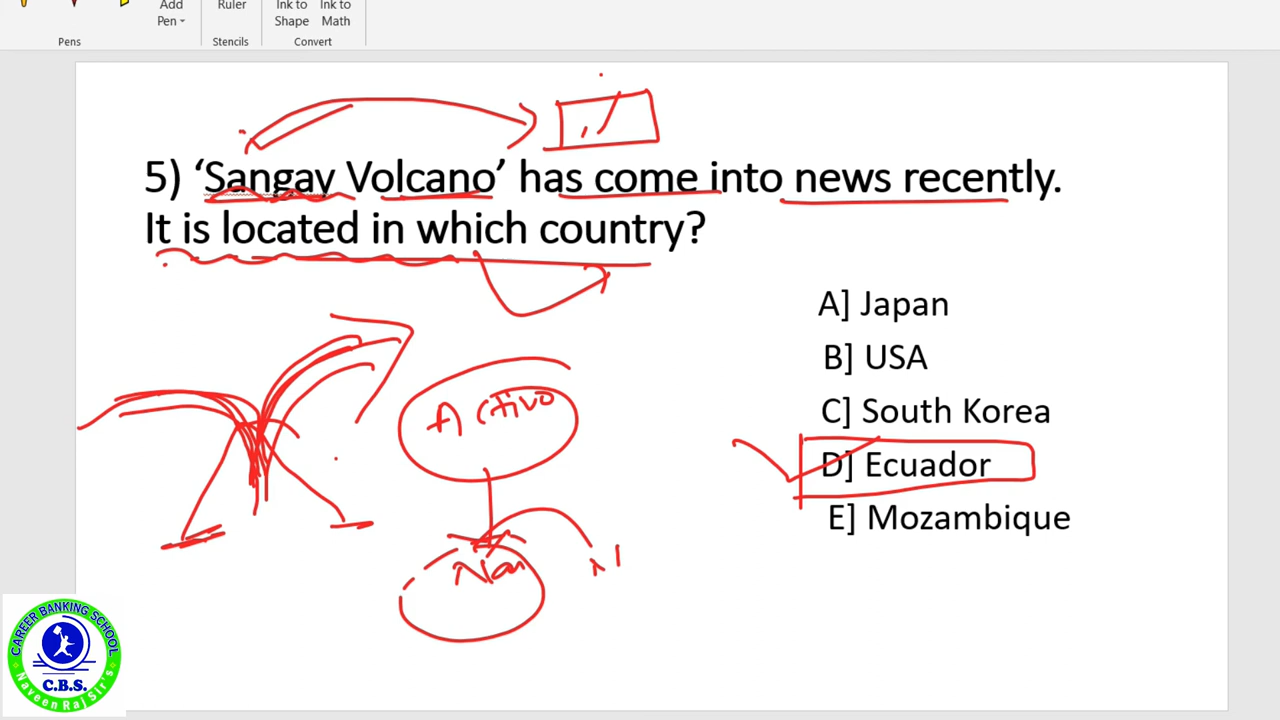 Add
Pen
Ruler
Ink to
Shape
Ink to
Math
Pens
Stencils
Convert
5) ‘Sangay Volcano’ has come into news recently.
It is located in which country?
A] Japan
B] USA
C] South Korea
D] Ecuador
E] Mozambique
Activo
Non
CAREER BANKING SCHOOL
C.B.S.
Naveen Raj Sir's